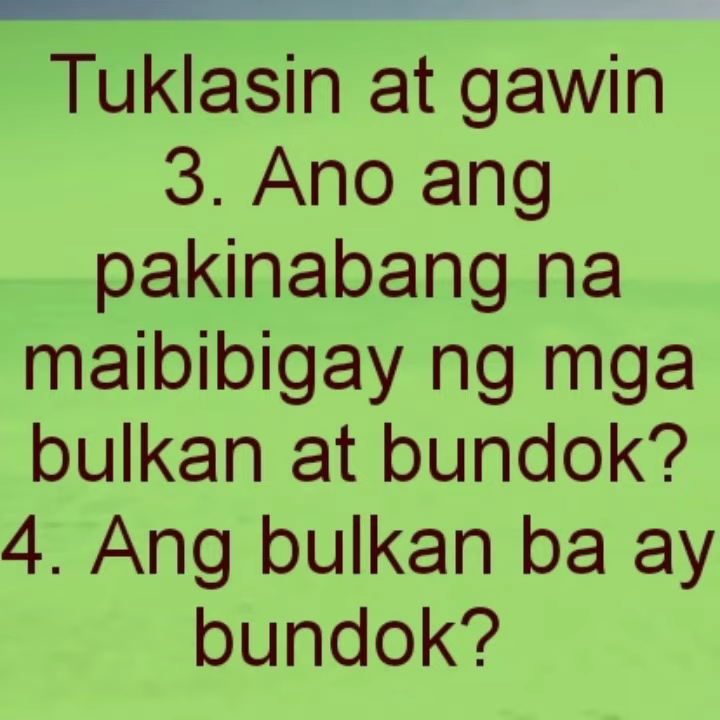 Tuklasin at gawin
3. Ano ang
pakinabang na
maibibigay ng mga
bulkan at bundok?
4. Ang bulkan ba ay
bundok?